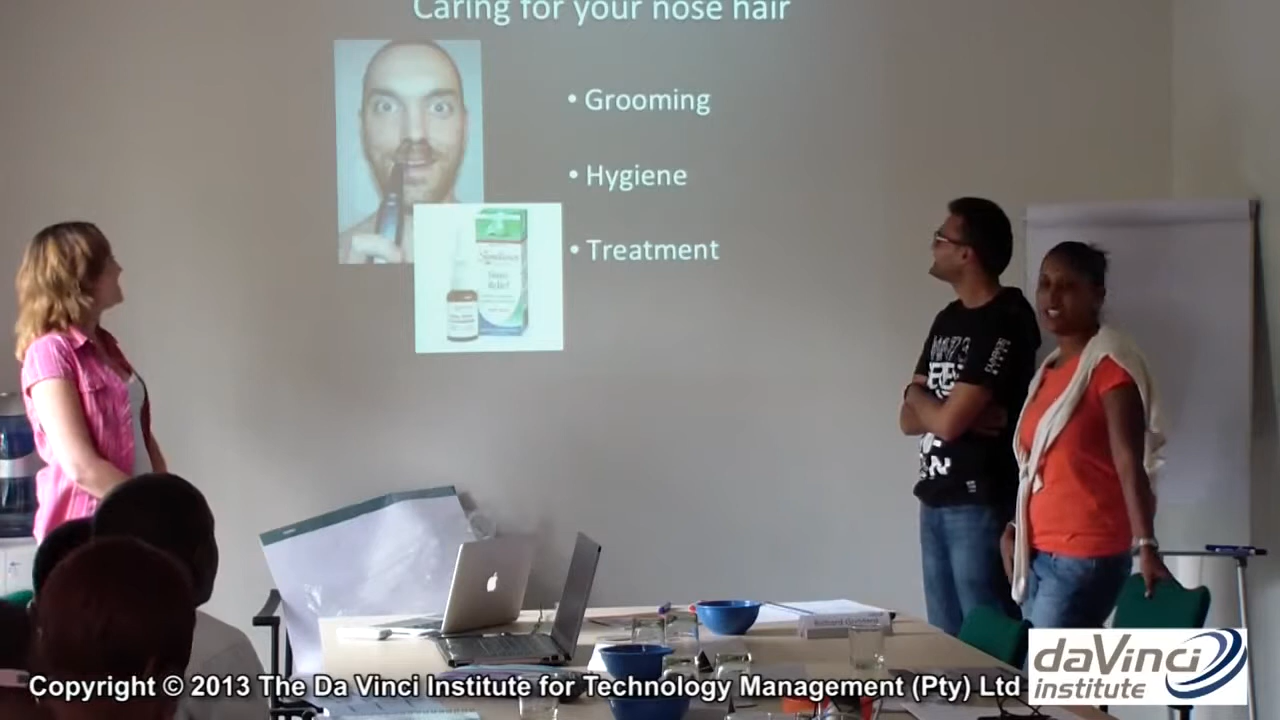 Caring for your nose hair
• Grooming
• Hygiene
• Treatment
Relief
Copyright © 2013 The Da Vinci Institute for Technology Management (Pty) Ltd
daVinci
institute